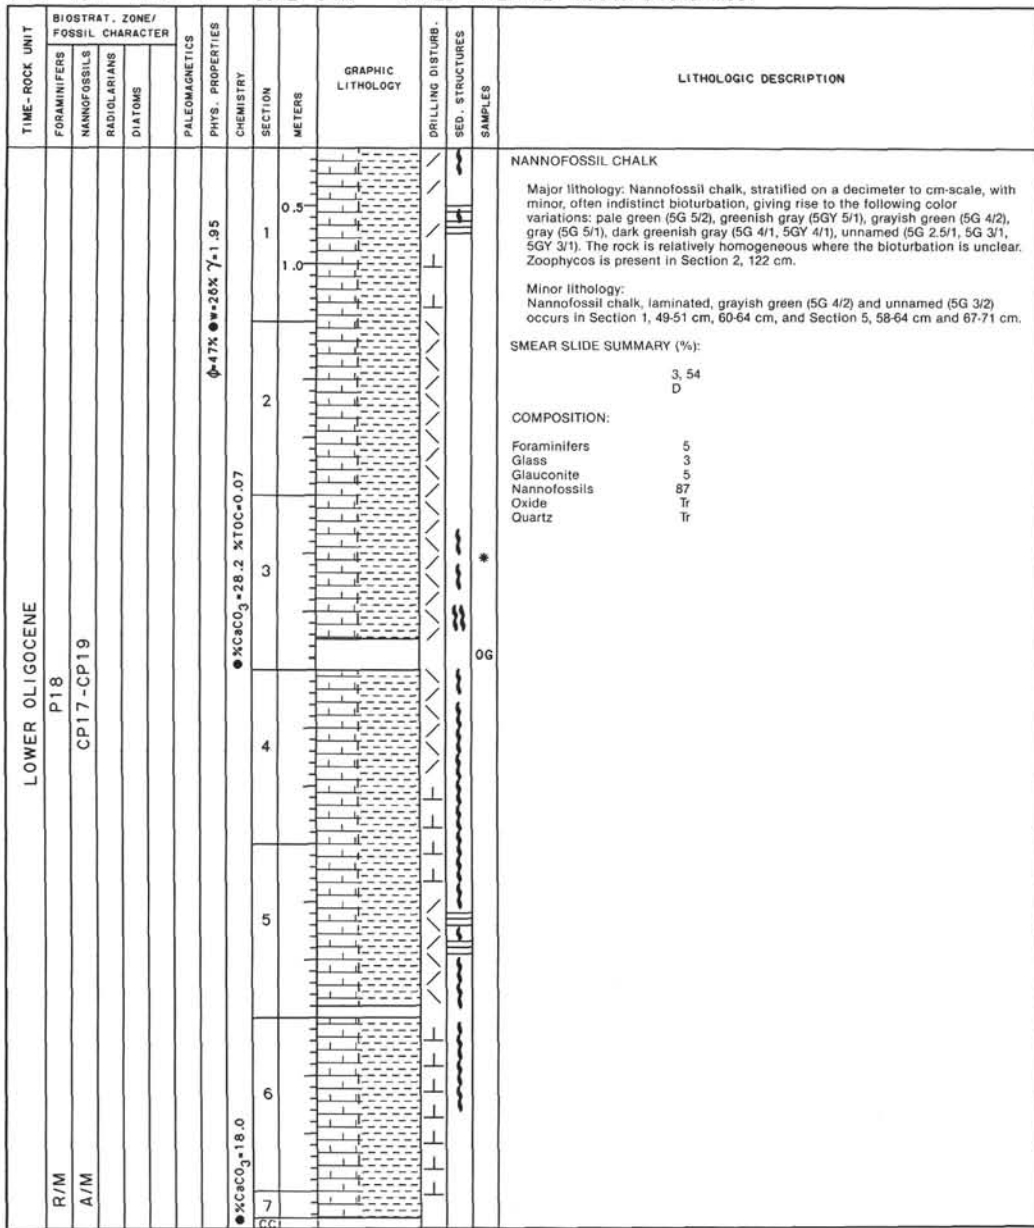 TIME-ROCK UNIT
BIOSTRAT. ZONE/
FOSSIL CHARACTER
FORAMINIFERS
NANNOFOSSILS
RADIOLARIANS
DIATOMS
PALEOMAGNETICS
PHYS. PROPERTIES
CHEMISTRY
SECTION
METERS
GRAPHIC
LITHOLOGY
DRILLING DISTURB.
SED. STRUCTURES
SAMPLES
LITHOLOGIC DESCRIPTION
LOWER OLIGOCENE
P18
R/M
CP17-CP19
A/M
Φ=47% ●w=26% γ=1.95
●%CaCO3=28.2 %TOC=0.07
●%CaCO3=18.0
1
2
3
4
5
6
7
CC
0.5
1.0
*
OG
NANNOFOSSIL CHALK
Major lithology: Nannofossil chalk, stratified on a decimeter to cm-scale, with
minor, often indistinct bioturbation, giving rise to the following color
variations: pale green (5G 5/2), greenish gray (5GY 5/1), grayish green (5G 4/2),
gray (5G 5/1), dark greenish gray (5G 4/1, 5GY 4/1), unnamed (5G 2.5/1, 5G 3/1,
5GY 3/1). The rock is relatively homogeneous where the bioturbation is unclear.
Zoophycos is present in Section 2, 122 cm.
Minor lithology:
Nannofossil chalk, laminated, grayish green (5G 4/2) and unnamed (5G 3/2)
occurs in Section 1, 49-51 cm, 60-64 cm, and Section 5, 58-64 cm and 67-71 cm.
SMEAR SLIDE SUMMARY (%):
3, 54
D
COMPOSITION:
Foraminifers 5
Glass 3
Glauconite 5
Nannofossils 87
Oxide Tr
Quartz Tr